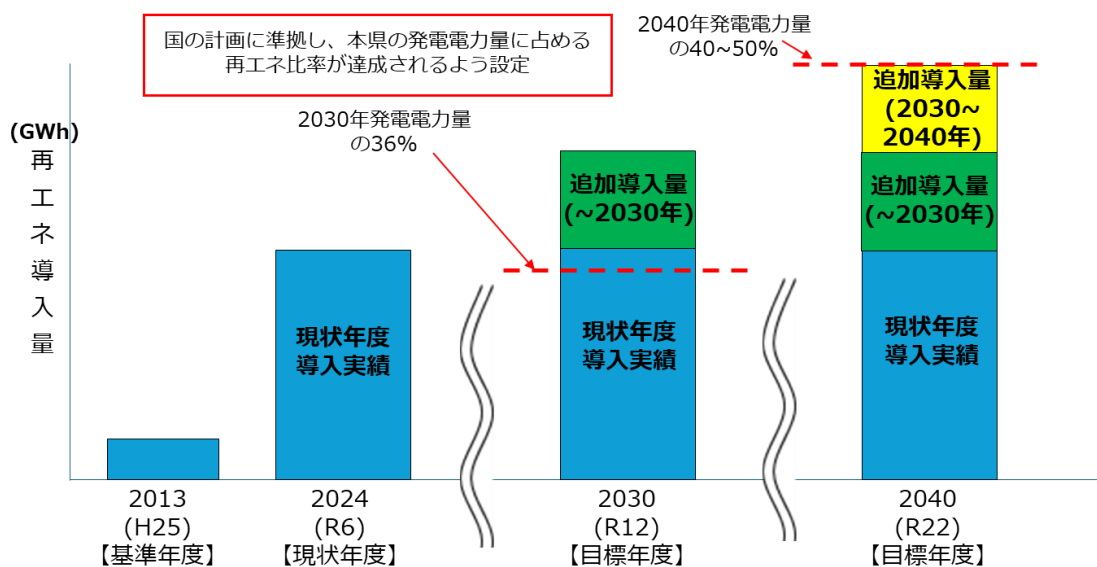 国の計画に準拠し、本県の発電電力量に占める
再エネ比率が達成されるよう設定
2040年発電電力量
の40~50%
2030年発電電力量
の36%
(GWh)
再エネ導入量
追加導入量
(2030~
2040年)
追加導入量
(~2030年)
追加導入量
(~2030年)
現状年度
導入実績
現状年度
導入実績
現状年度
導入実績
2013
(H25)
【基準年度】
2024
(R6)
【現状年度】
2030
(R12)
【目標年度】
2040
(R22)
【目標年度】